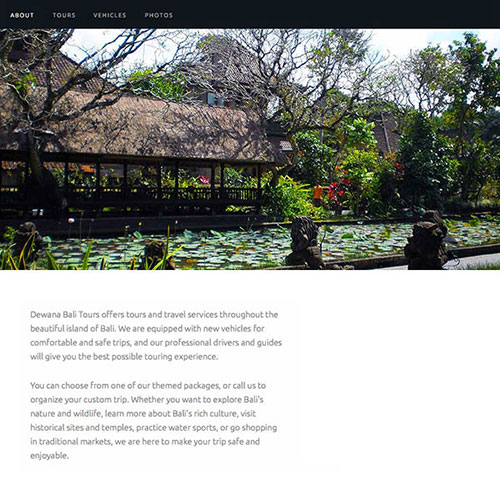 ABOUT TOURS VEHICLES PHOTOS
Dewana Bali Tours offers tours and travel services throughout the
beautiful island of Bali. We are equipped with new vehicles for
comfortable and safe trips, and our professional drivers and guides
will give you the best possible touring experience.
You can choose from one of our themed packages, or call us to
organize your custom trip. Whether you want to explore Bali's
nature and wildlife, learn more about Bali's rich culture, visit
historical sites and temples, practice water sports, or go shopping
in traditional markets, we are here to make your trip safe and
enjoyable.